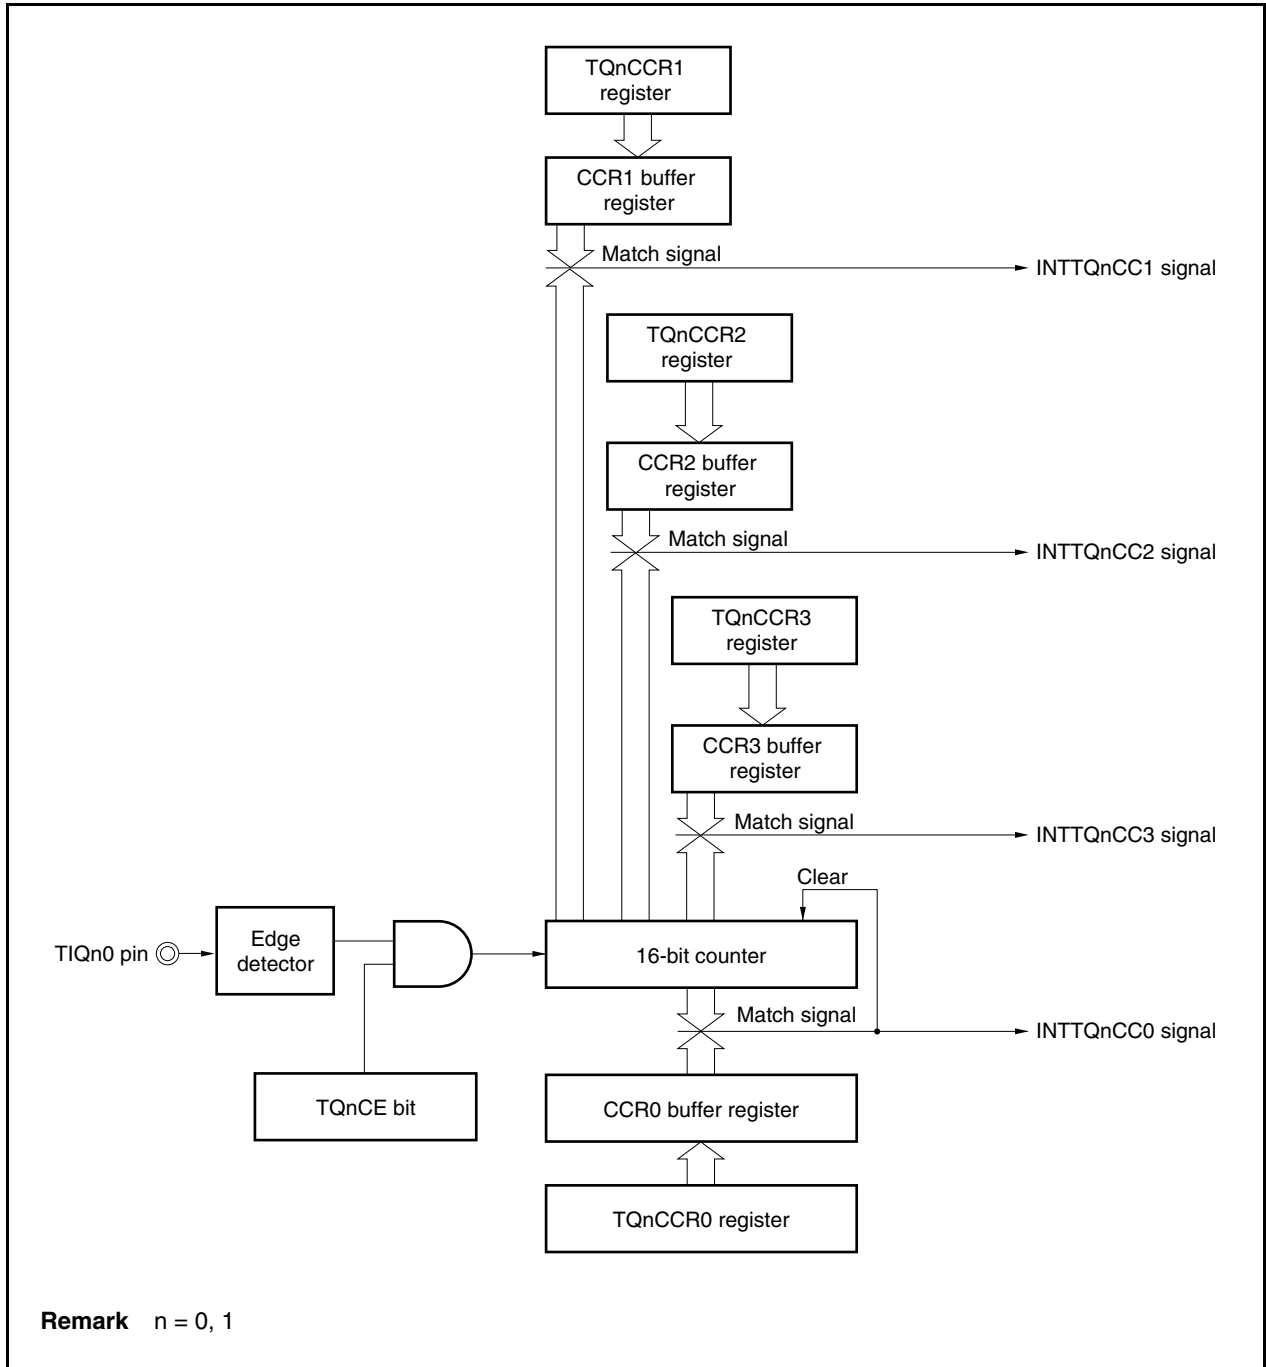 TQnCCR1
register
CCR1 buffer
register
Match signal
INTTQnCC1 signal
TQnCCR2
register
CCR2 buffer
register
Match signal
INTTQnCC2 signal
TQnCCR3
register
CCR3 buffer
register
Match signal
INTTQnCC3 signal
Clear
TIQn0 pin
Edge
detector
16-bit counter
Match signal
INTTQnCC0 signal
TQnCE bit
CCR0 buffer register
TQnCCR0 register
Remark n = 0, 1